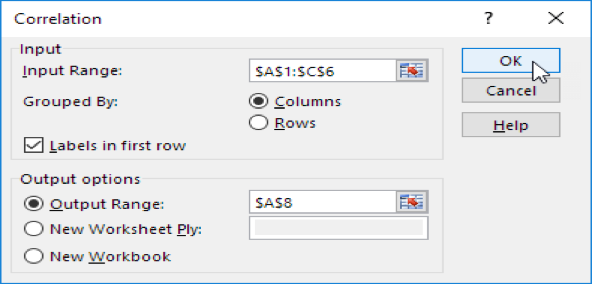 Correlation ?
Input
Input Range: $A$1:$C$6
Grouped By: Columns
Rows
Labels in first row
OK
Cancel
Help
Output options
Output Range: $A$8
New Worksheet Ply:
New Workbook